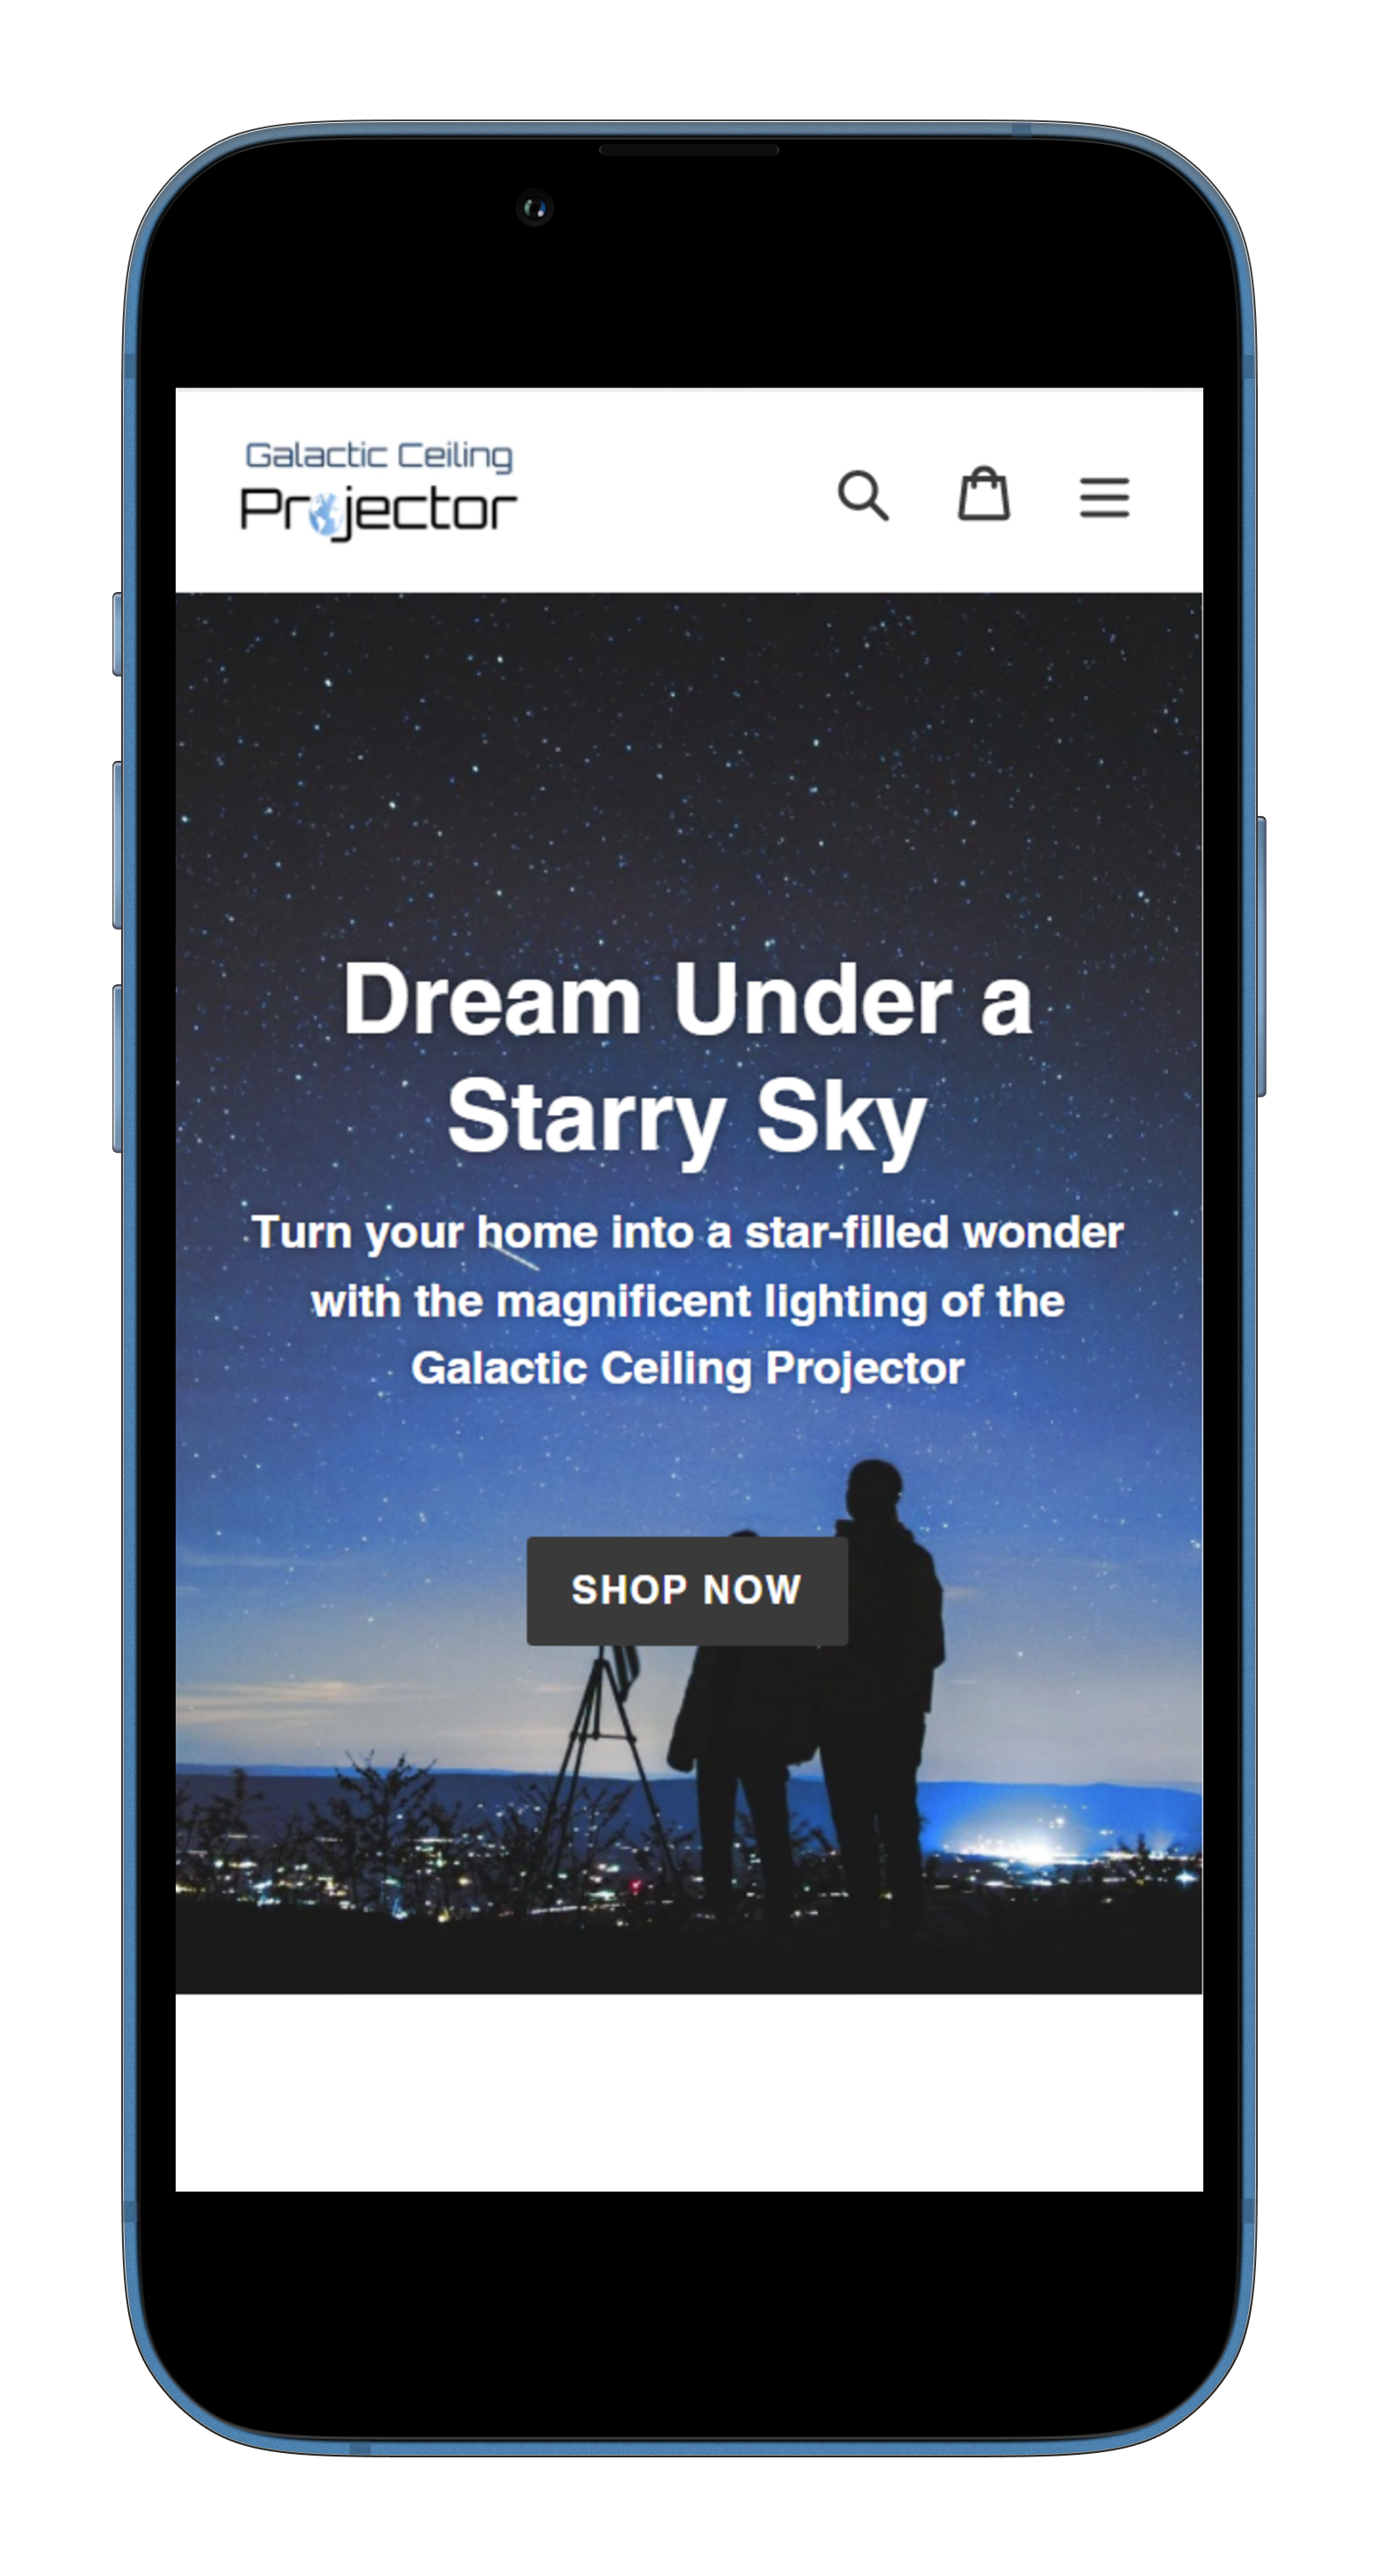 Galactic Ceiling
Projector
Dream Under a
Starry Sky
Turn your home into a star-filled wonder
with the magnificent lighting of the
Galactic Ceiling Projector
SHOP NOW